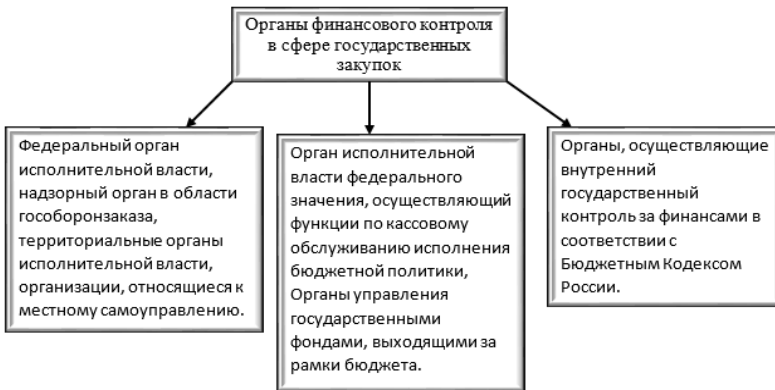 Органы финансового контроля
в сфере государственных
закупок
Федеральный орган
исполнительной власти,
надзорный орган в области
гособоронзаказа,
территориальные органы
исполнительной власти,
организации, относящиеся к
местному самоуправлению.
Орган исполнительной
власти федерального
значения, осуществляющий
функции по кассовому
обслуживанию исполнения
бюджетной политики,
Органы управления
государственными
фондами, выходящими за
рамки бюджета.
Органы, осуществляющие
внутренний
государственный
контроль за финансами в
соответствии с
Бюджетным Кодексом
России.